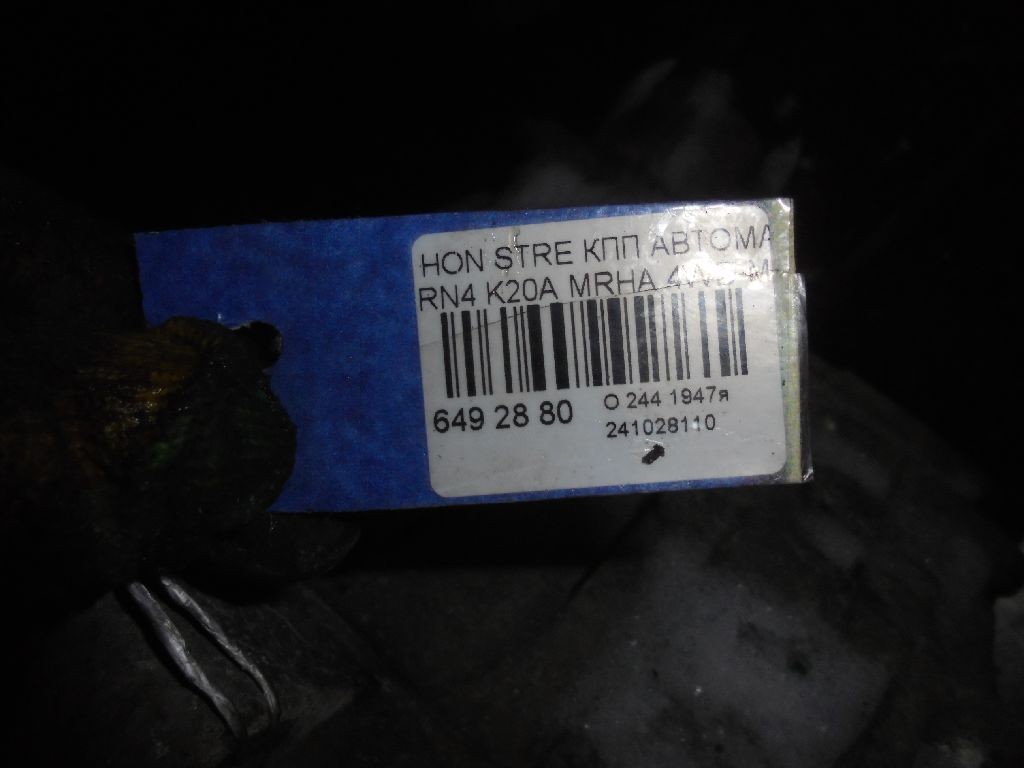 HON STRE КПП АВТОМА
RN4 K20A MRHA
649 28 80
О 244 1947я
241028110